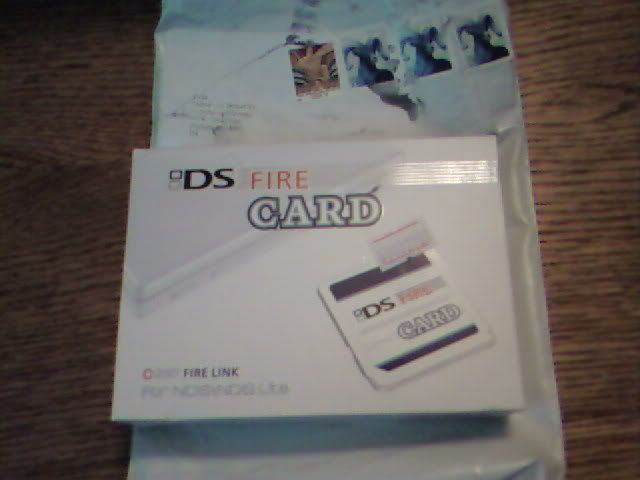 DS FIRE
CARD
DS FIRE
CARD
FIRE LINK
For NDS/NDS Lite